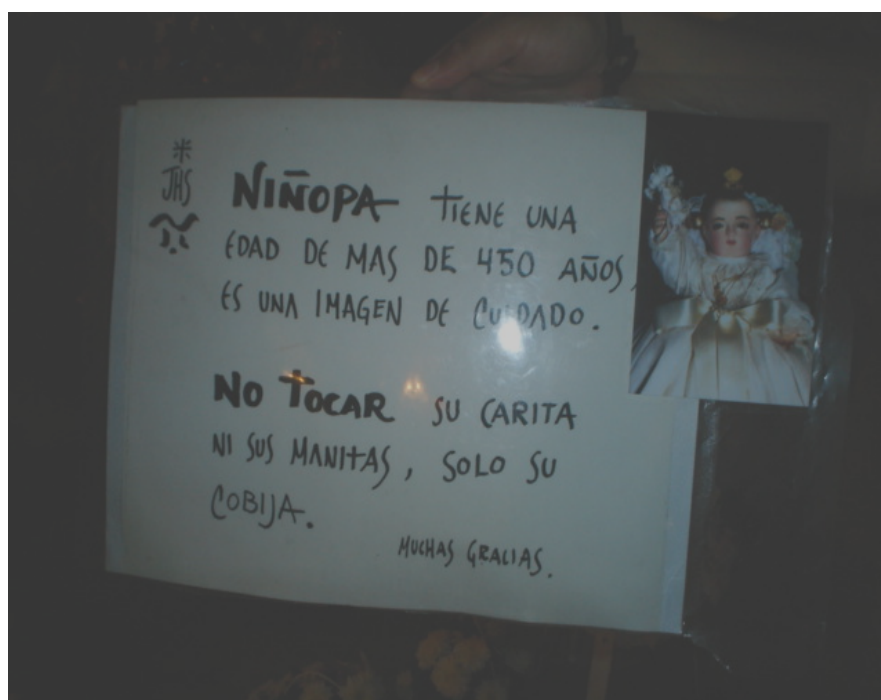 JHS
NIÑOPA TIENE UNA
EDAD DE MAS DE 450 AÑOS,
ES UNA IMAGEN DE CUIDADO.
NO TOCAR SU CARITA
NI SUS MANITAS, SOLO SU
COBIJA.
MUCHAS GRACIAS.